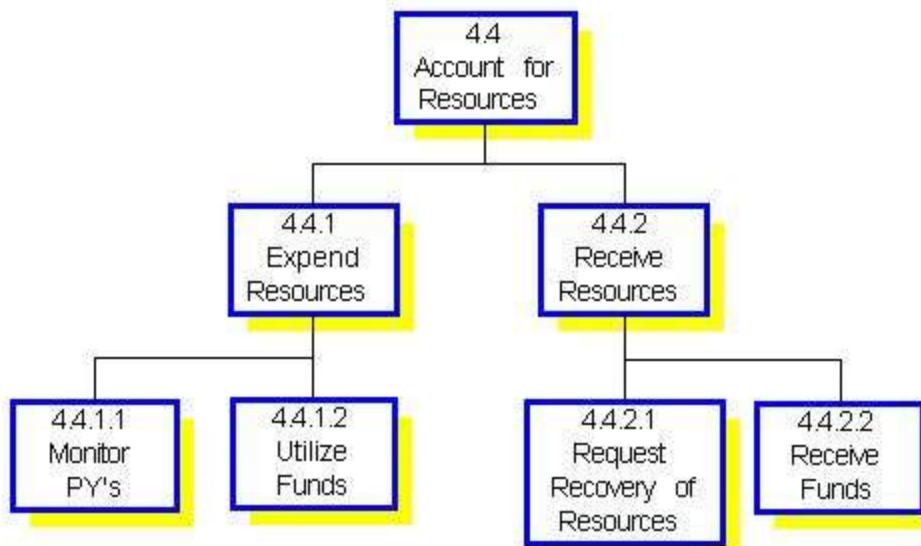 4.4
Account for
Resources
4.4.1
Expend
Resources
4.4.2
Receive
Resources
4.4.1.1
Monitor
PY's
4.4.1.2
Utilize
Funds
4.4.2.1
Request
Recovery of
Resources
4.4.2.2
Receive
Funds